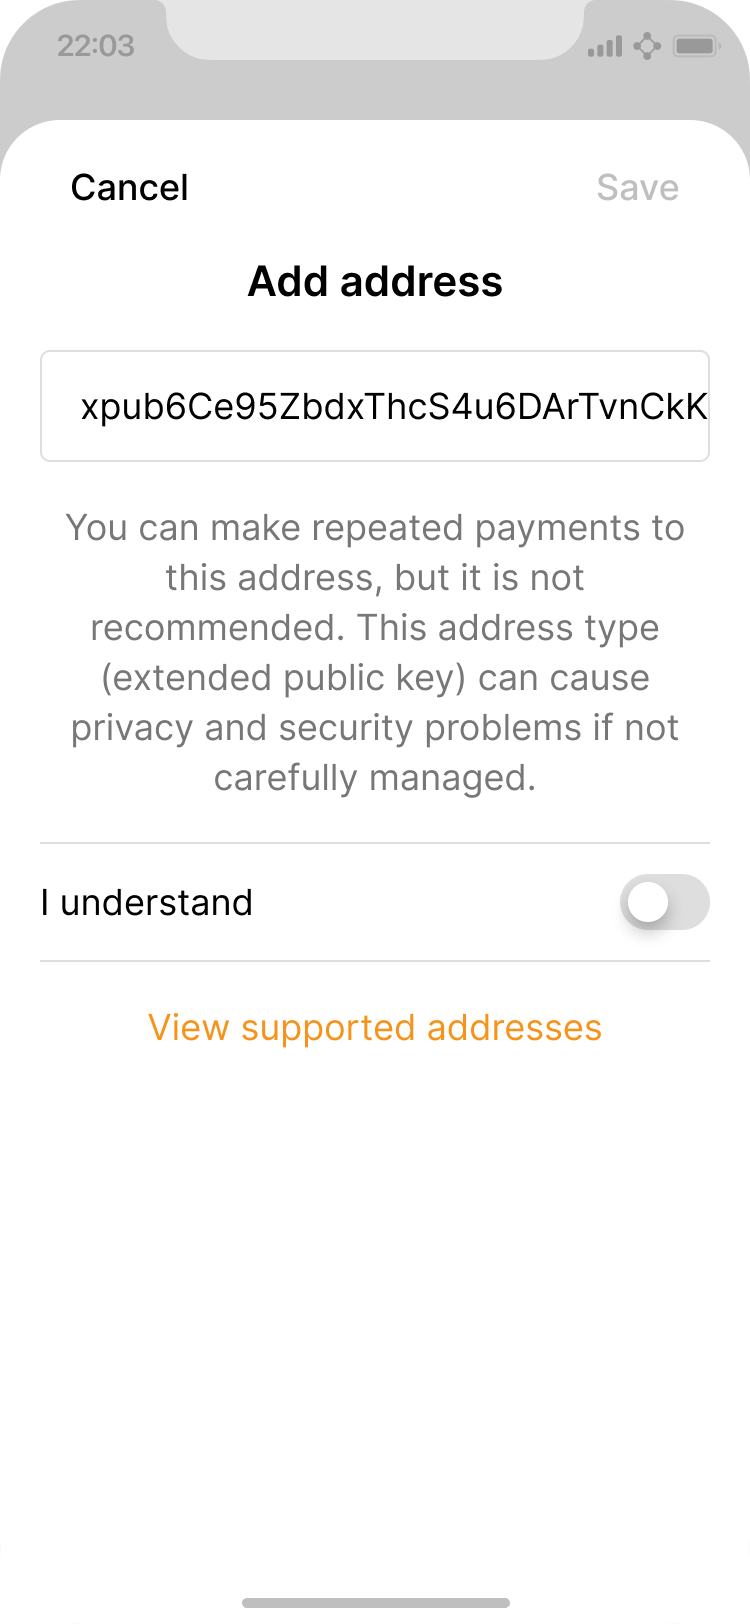 22:03
Cancel Save
Add address
xpub6Ce95ZbdxThcS4u6DArTvnCkK
You can make repeated payments to
this address, but it is not
recommended. This address type
(extended public key) can cause
privacy and security problems if not
carefully managed.
I understand
View supported addresses